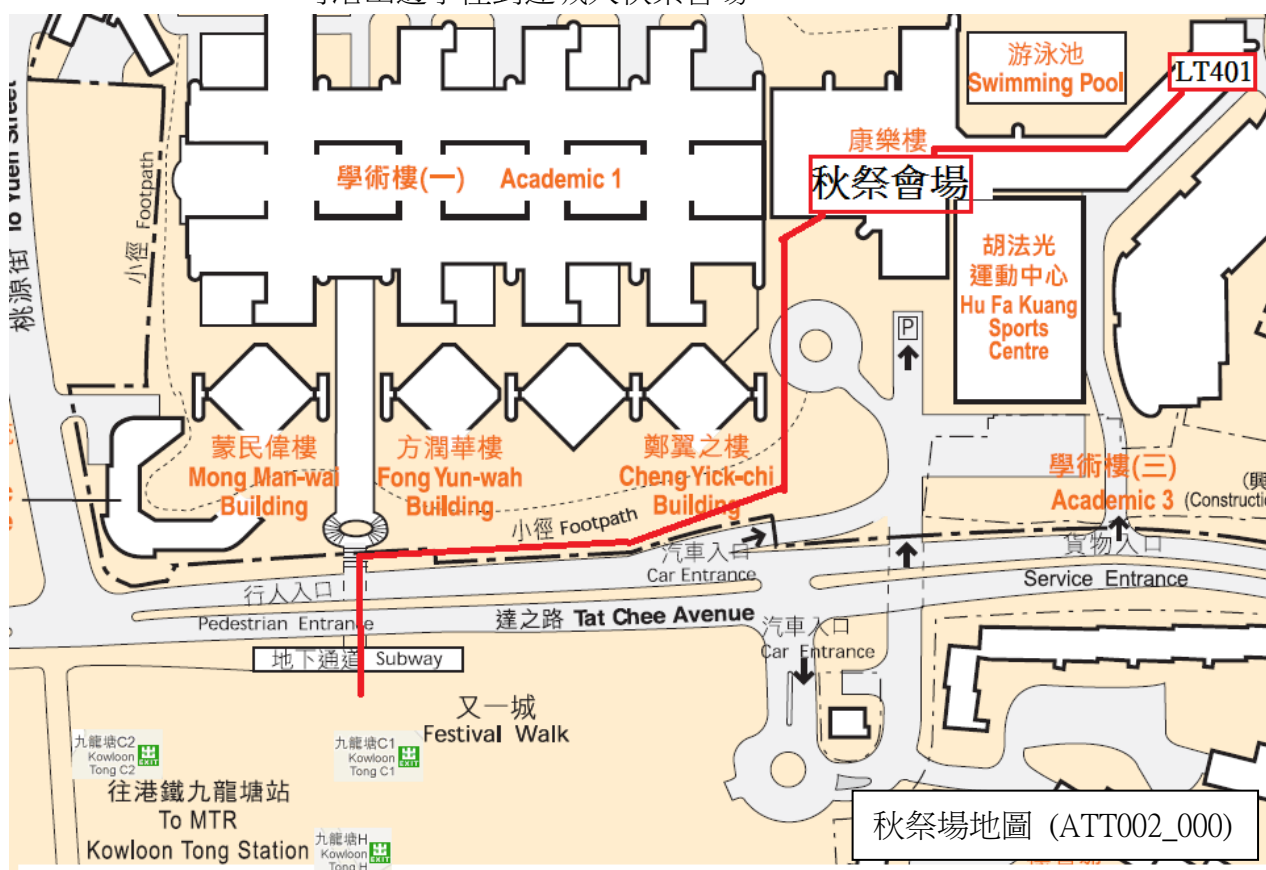 游泳池
Swimming Pool
LT401
康樂樓
秋祭會場
學術樓(一) Academic 1
桃源街 To Yuen Street
小徑 Footpath
胡法光
運動中心
Hu Fa Kuang
Sports
Centre
P
蒙民偉樓
Mong Man-wai
Building
方潤華樓
Fong Yun-wah
Building
鄭翼之樓
Cheng Yick-chi
Building
學術樓(三)
Academic 3
(興
(Constructio
小徑 Footpath
汽車入口
Car Entrance
貨物入口
Service Entrance
行人入口
Pedestrian Entrance
達之路 Tat Chee Avenue
汽車入口
Car Entrance
地下通道 Subway
又一城
Festival Walk
九龍塘C2
Kowloon
Tong C2
出
EXIT
九龍塘C1
Kowloon
Tong C1
出
EXIT
往港鐵九龍塘站
To MTR
Kowloon Tong Station
九龍塘H
Kowloon
Tong H
出
EXIT
秋祭場地圖 (ATT002_000)